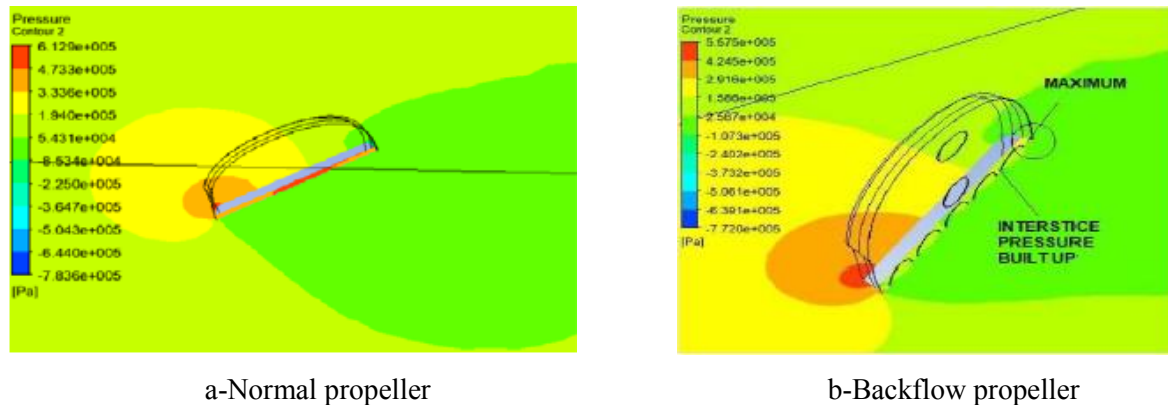 Pressure
Contour 2
6.129e+005
4.733e+005
3.336e+005
1.940e+005
5.431e+004
-8.534e+004
-2.250e+005
-3.647e+005
-5.043e+005
-6.440e+005
-7.836e+005
[Pa]
Pressure
Contour 2
5.575e+005
4.245e+005
2.916e+005
1.586e+005
2.567e+004
-1.073e+005
-2.402e+005
-3.732e+005
-5.061e+005
-6.391e+005
-7.720e+005
[Pa]
MAXIMUM
INTERSTICE
PRESSURE
BUILT UP
a-Normal propeller
b-Backflow propeller